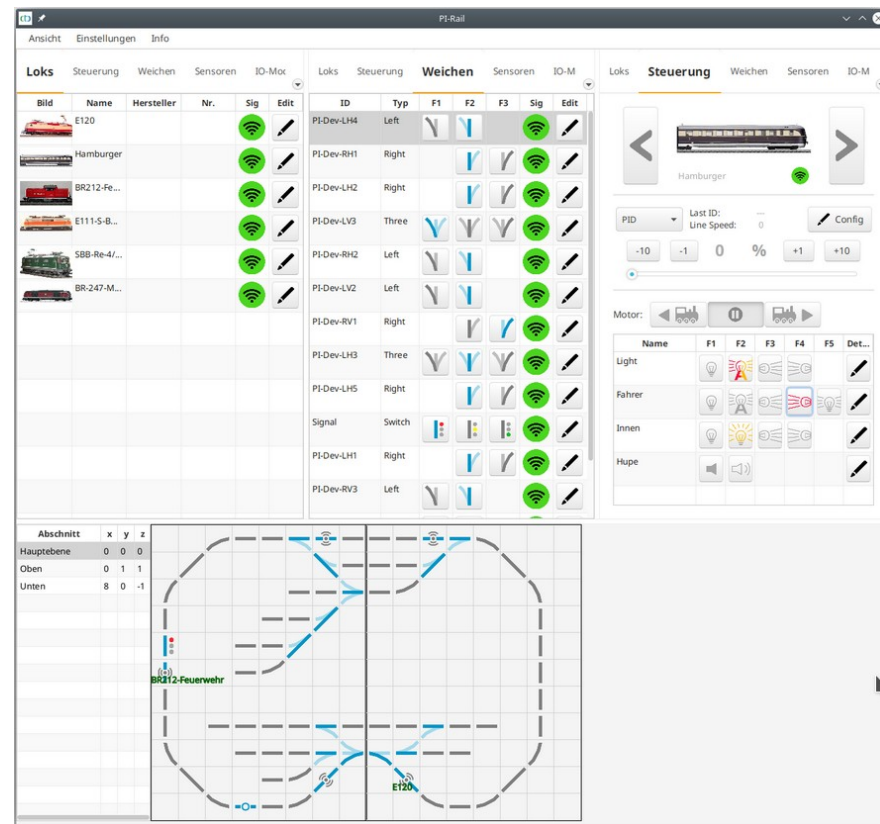 PI-Rail
Ansicht Einstellungen Info
Loks Steuerung Weichen Sensoren IO-Moc
Bild Name Hersteller Nr. Sig Edit
E120
Hamburger
BR212-Fe...
E111-S-B...
SBB-Re-4/...
BR-247-M...
Loks Steuerung Weichen Sensoren IO-M
ID Typ F1 F2 F3 Sig Edit
PI-Dev-LH4 Left
PI-Dev-RH1 Right
PI-Dev-LH2 Right
PI-Dev-LV3 Three
PI-Dev-RH2 Left
PI-Dev-LV2 Left
PI-Dev-RV1 Right
PI-Dev-LH3 Three
PI-Dev-LH5 Right
Signal Switch
PI-Dev-LH1 Right
PI-Dev-RV3 Left
Loks Steuerung Weichen Sensoren IO-M
< >
Hamburger
PID Last ID: --- Config
Line Speed: 0
-10 -1 0 % +1 +10
Motor:
Name F1 F2 F3 F4 F5 Det...
Light A
Fahrer A
Innen
Hupe
Abschnitt x y z
Hauptebene 0 0 0
Oben 0 1 1
Unten 8 0 -1
BR212-Feuerwehr
E120